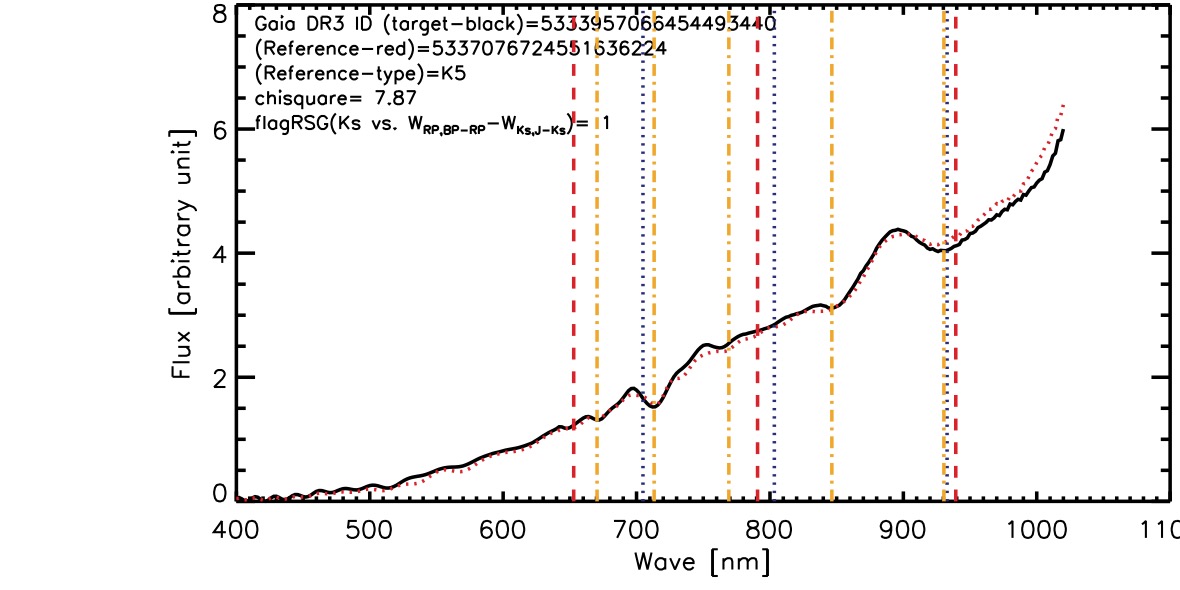 8
Gaia DR3 ID (target-black)=5333957066454493440
(Reference-red)=5337076724551636224
(Reference-type)=K5
chisquare= 7.87
flagRSG(Ks vs. WRP,BP-RP-WKs,J-Ks)= 1
6
4
2
0
Flux [arbitrary unit]
400 500 600 700 800 900 1000 110
Wave [nm]